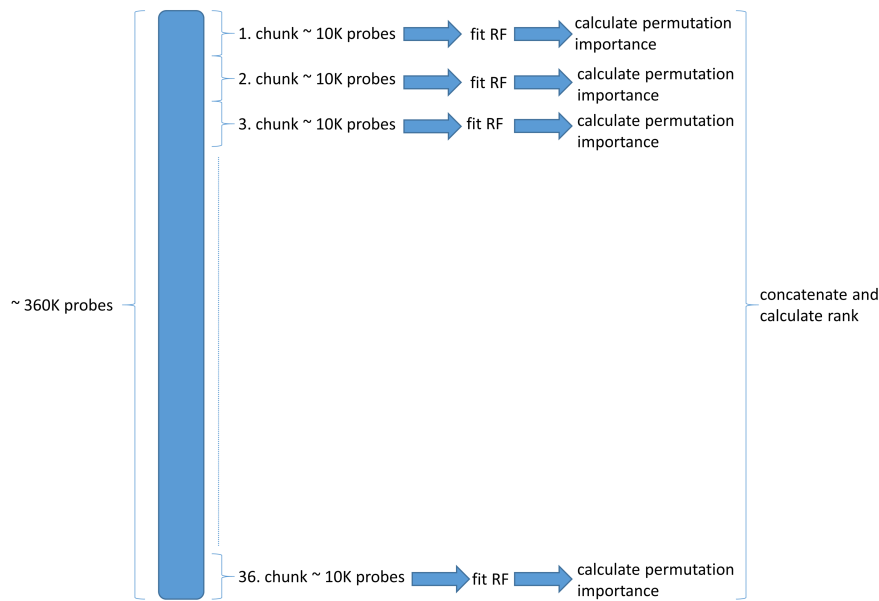 1. chunk ~ 10K probes
fit RF
calculate permutation
importance
2. chunk ~ 10K probes
fit RF
calculate permutation
importance
3. chunk ~ 10K probes
fit RF
calculate permutation
importance
~ 360K probes
concatenate and
calculate rank
36. chunk ~ 10K probes
fit RF
calculate permutation
importance